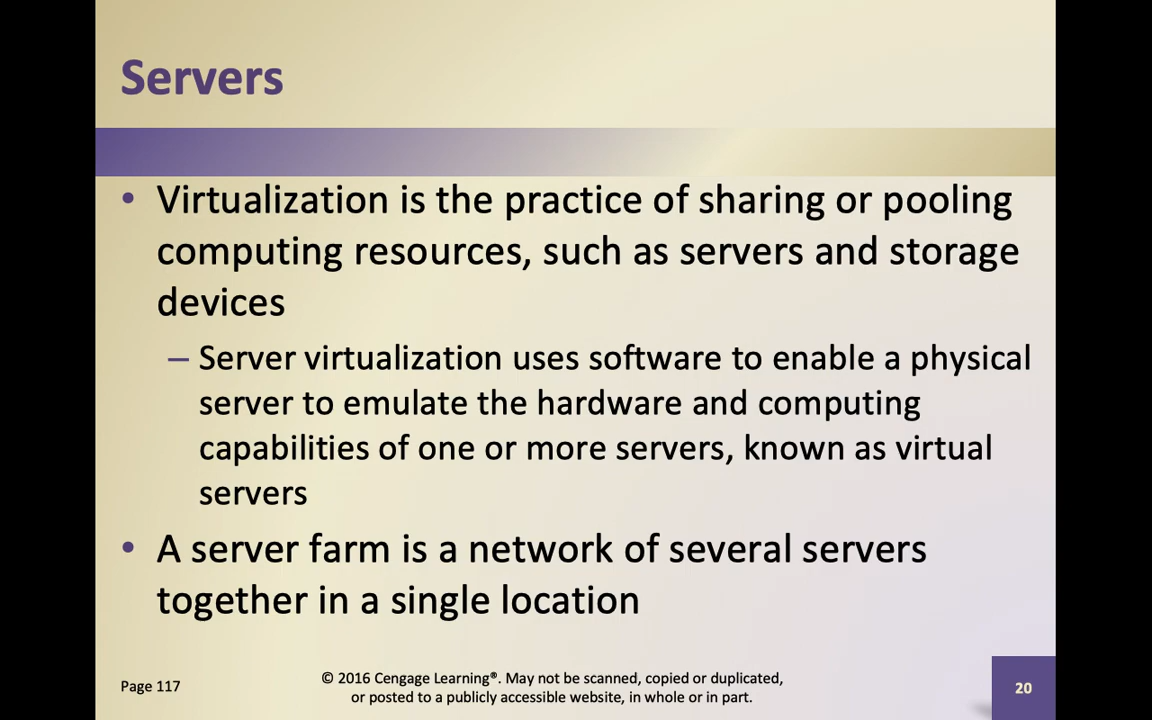 Servers
• Virtualization is the practice of sharing or pooling
computing resources, such as servers and storage
devices
– Server virtualization uses software to enable a physical
server to emulate the hardware and computing
capabilities of one or more servers, known as virtual
servers
• A server farm is a network of several servers
together in a single location
Page 117
© 2016 Cengage Learning®. May not be scanned, copied or duplicated,
or posted to a publicly accessible website, in whole or in part.
20